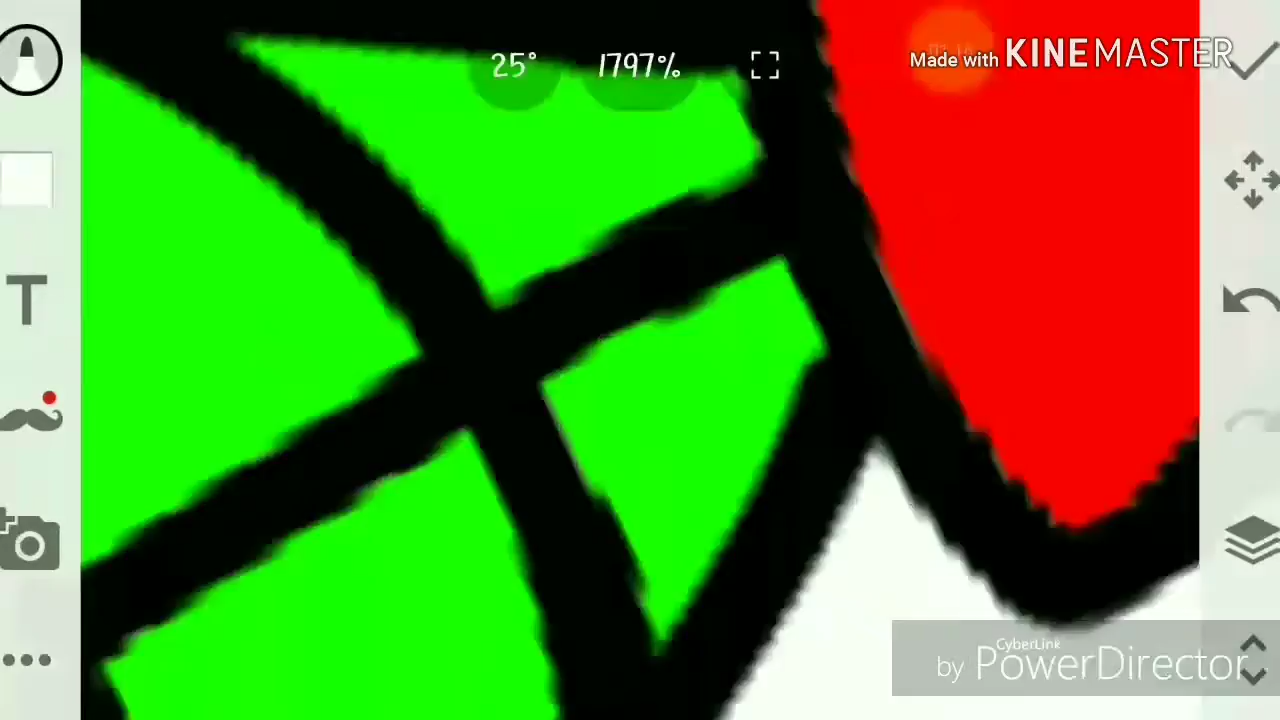 25° 1797%
Made with KINEMASTER
T
CyberLink
by PowerDirector